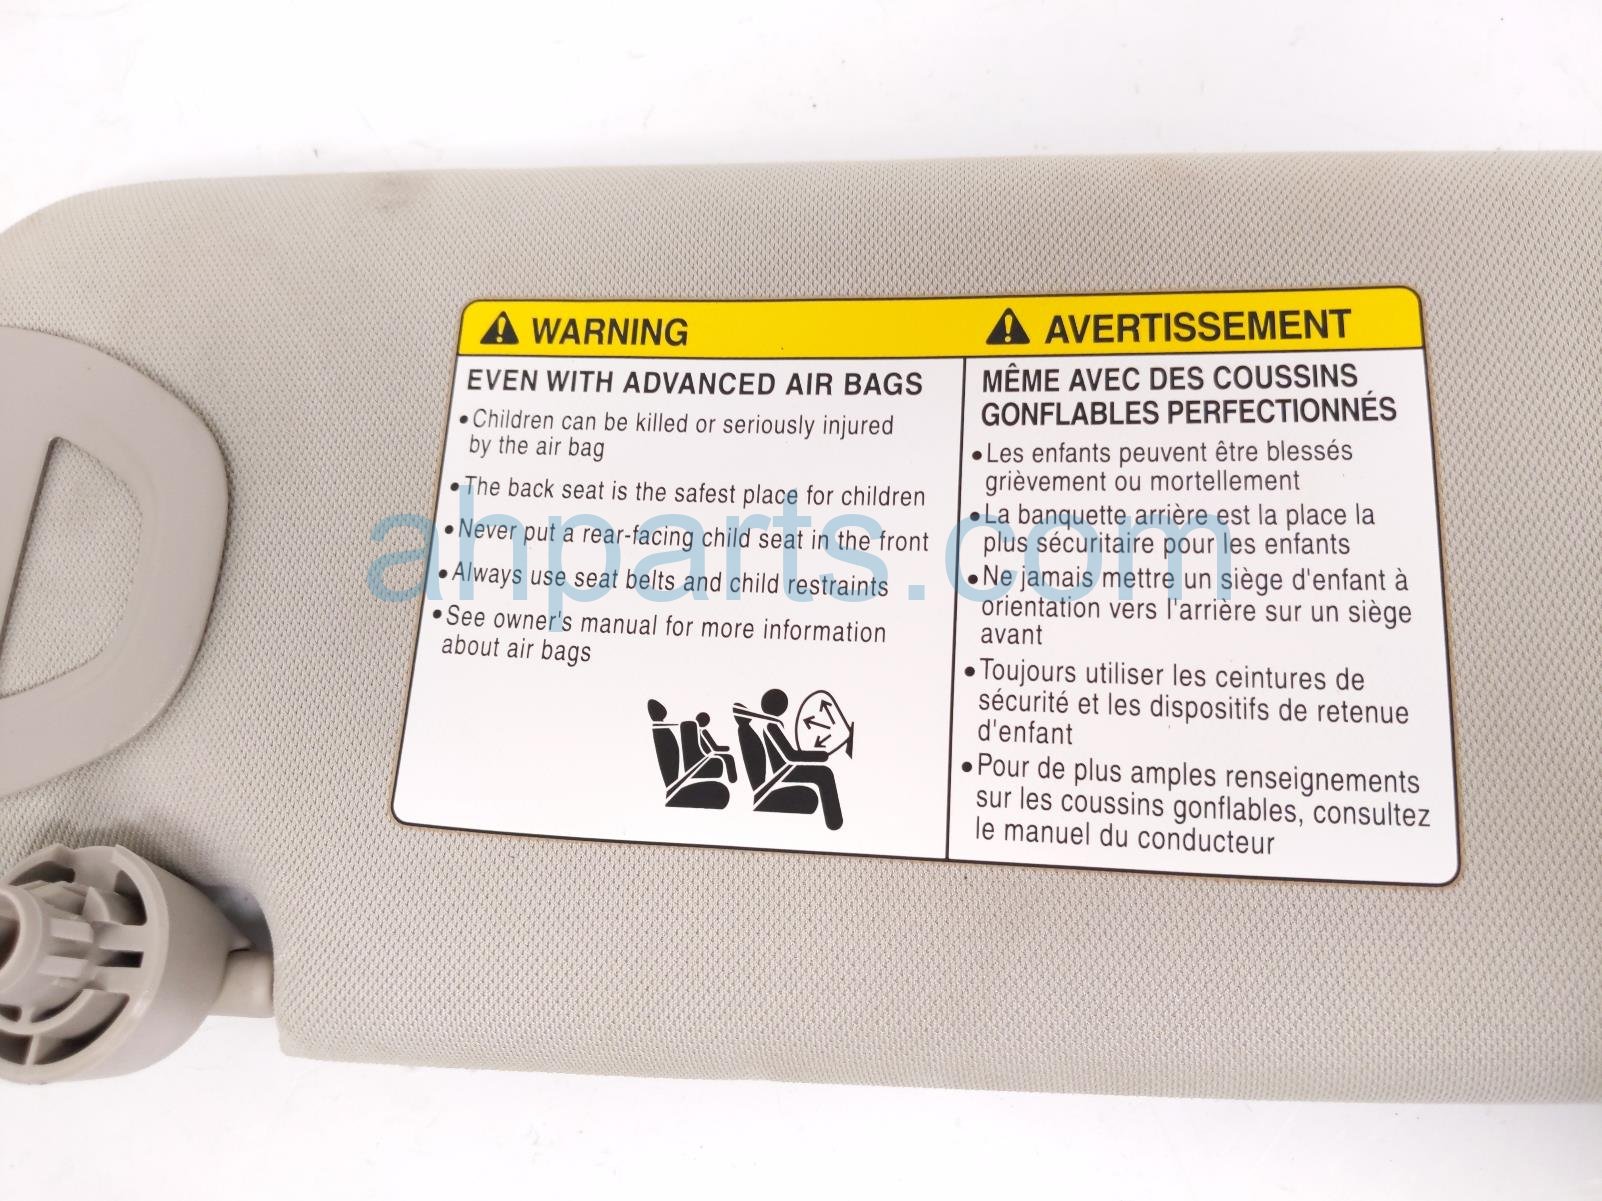 WARNING
EVEN WITH ADVANCED AIR BAGS
•Children can be killed or seriously injured
by the air bag
•The back seat is the safest place for children
•Never put a rear-facing child seat in the front
•Always use seat belts and child restraints
•See owner's manual for more information
about air bags
AVERTISSEMENT
MÊME AVEC DES COUSSINS
GONFLABLES PERFECTIONNÉS
•Les enfants peuvent être blessés
grièvement ou mortellement
•La banquette arrière est la place la
plus sécuritaire pour les enfants
•Ne jamais mettre un siège d'enfant à
orientation vers l'arrière sur un siège
avant
•Toujours utiliser les ceintures de
sécurité et les dispositifs de retenue
d'enfant
•Pour de plus amples renseignements
sur les coussins gonflables, consultez
le manuel du conducteur
ahparts.com